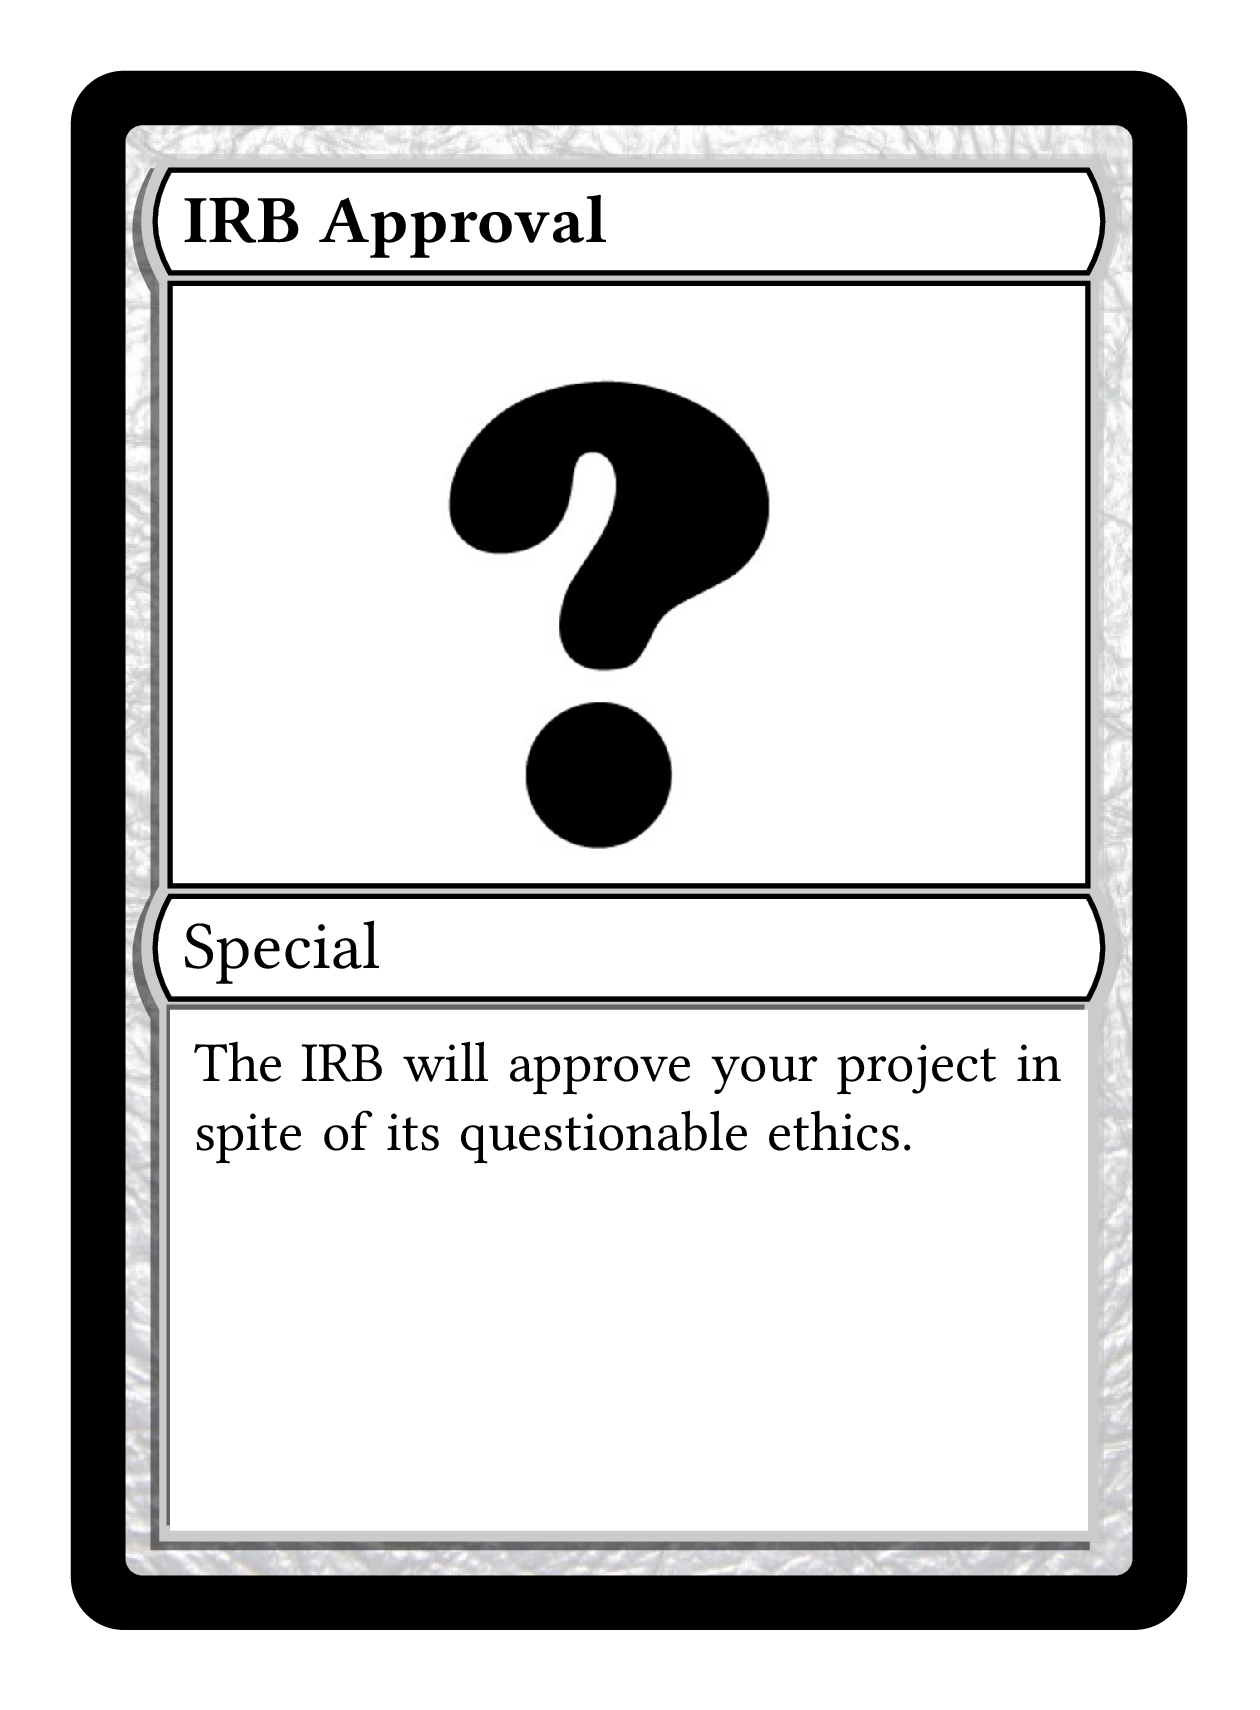 IRB Approval
?
Special
The IRB will approve your project in
spite of its questionable ethics.